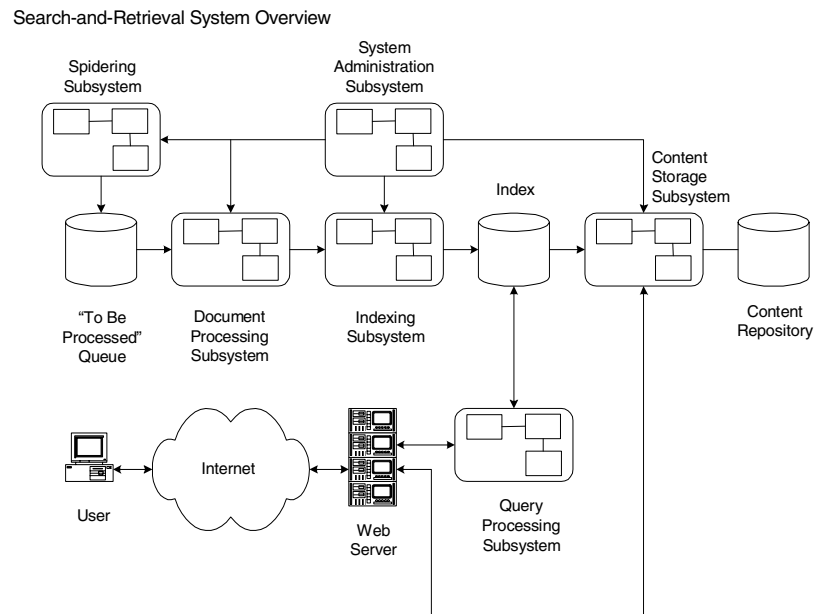 Search-and-Retrieval System Overview
Spidering
Subsystem
System
Administration
Subsystem
Content
Storage
Subsystem
Index
“To Be
Processed”
Queue
Document
Processing
Subsystem
Indexing
Subsystem
Content
Repository
Internet
User
Web
Server
Query
Processing
Subsystem